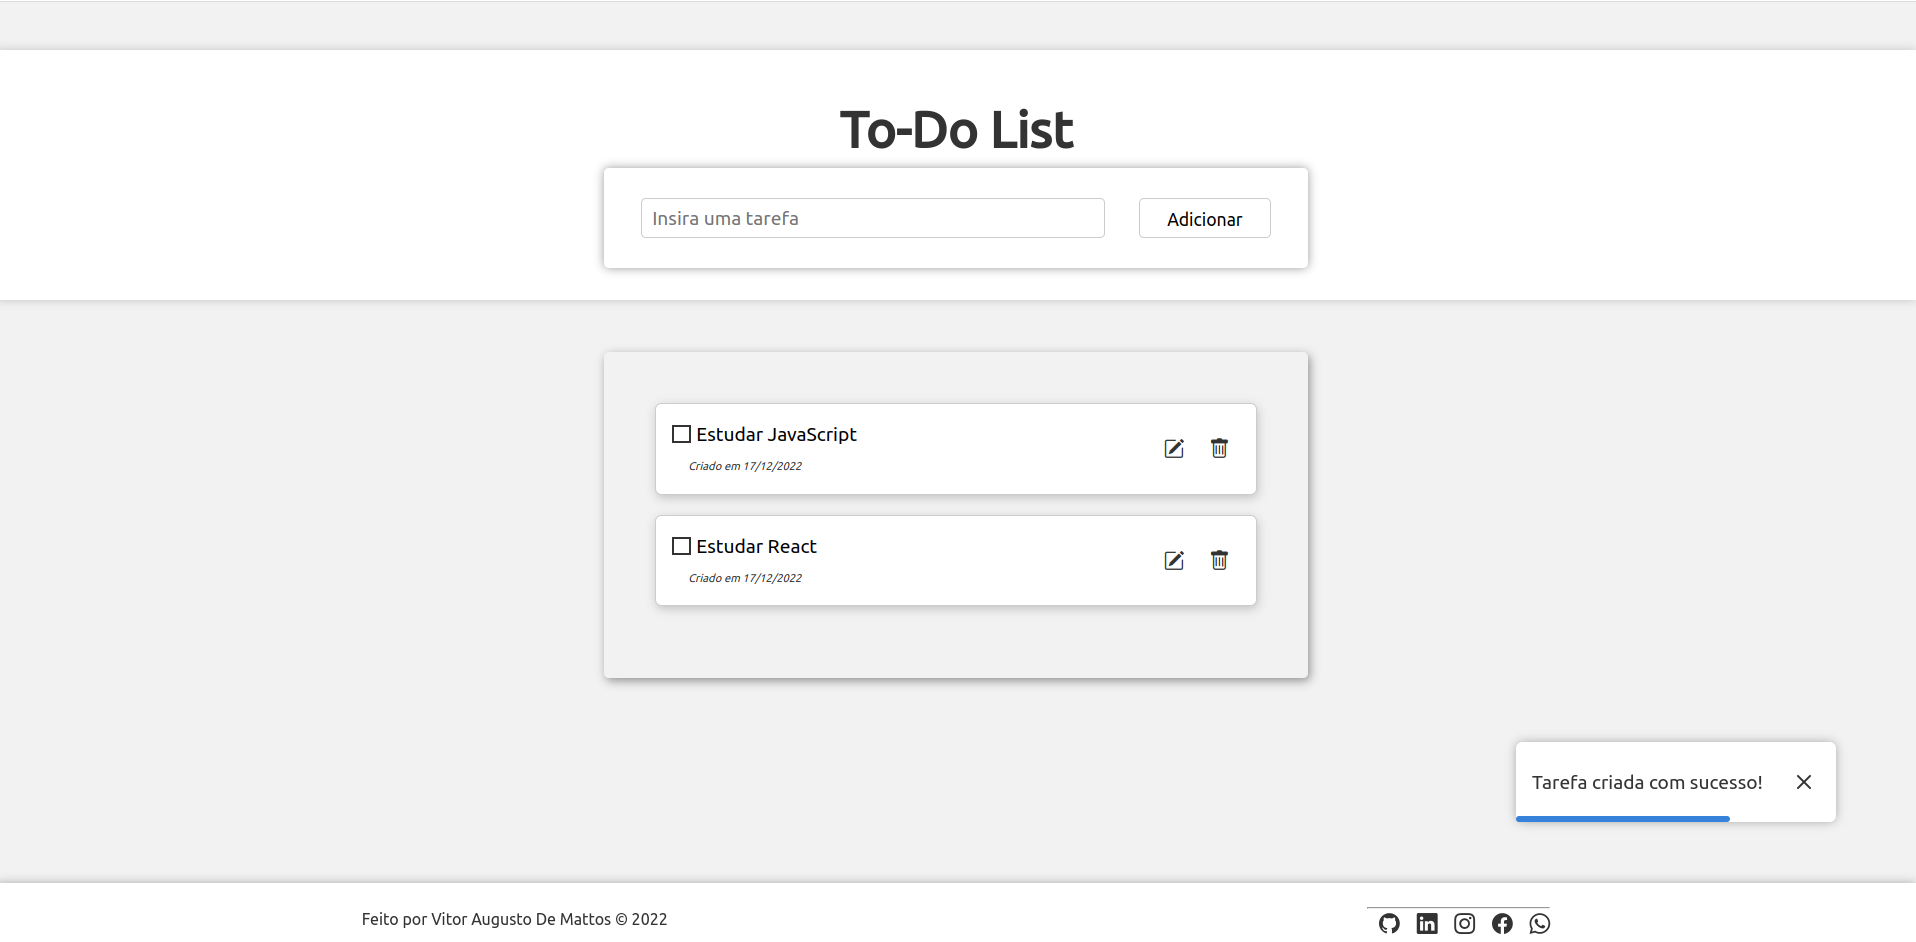 To-Do List
Insira uma tarefa
Adicionar
Estudar JavaScript
Criado em 17/12/2022
Estudar React
Criado em 17/12/2022
Tarefa criada com sucesso!
Feito por Vitor Augusto De Mattos © 2022